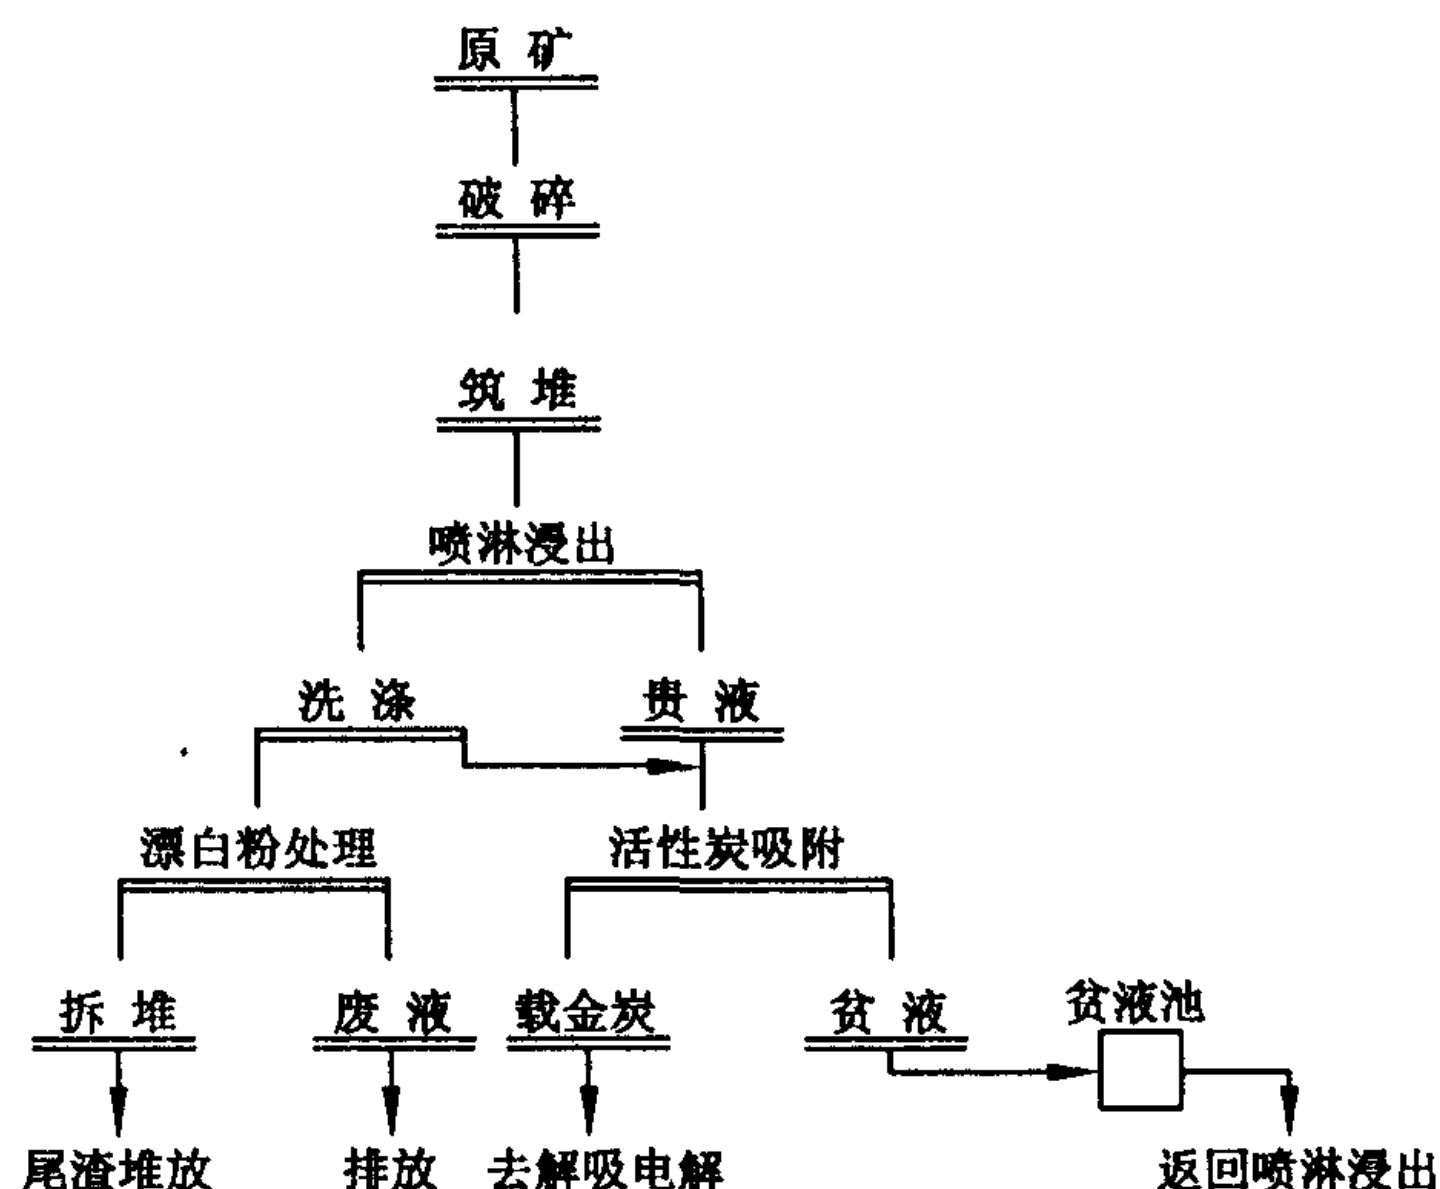 原矿
破碎
筑堆
喷淋浸出
洗涤
贵液
漂白粉处理
活性炭吸附
拆堆
废液
载金炭
贫液
贫液池
尾渣堆放
排放
去解吸电解
返回喷淋浸出